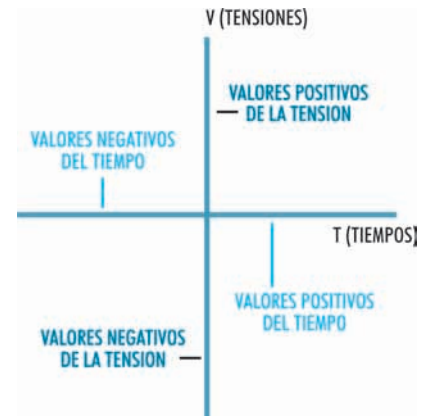 V (TENSIONES)
VALORES POSITIVOS
DE LA TENSION
VALORES NEGATIVOS
DEL TIEMPO
T (TIEMPOS)
VALORES POSITIVOS
DEL TIEMPO
VALORES NEGATIVOS
DE LA TENSION